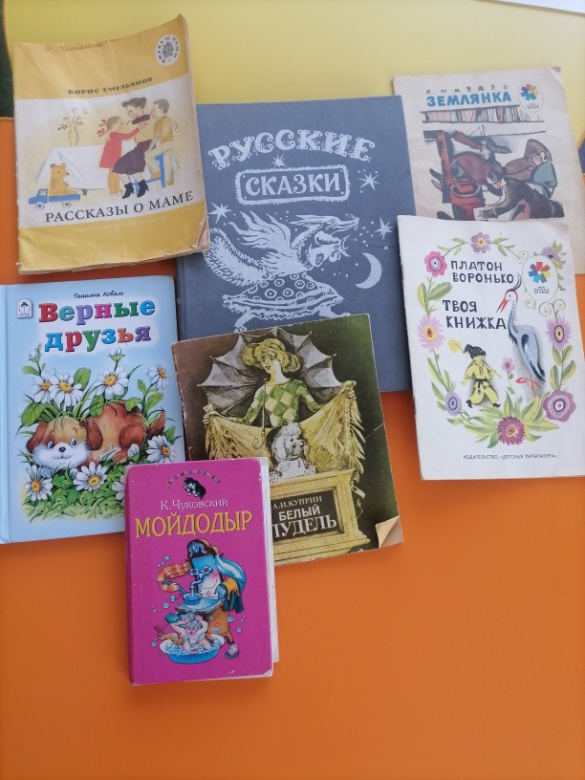 БОРИС ЕМЕЛЬЯНОВ
РАССКАЗЫ О МАМЕ
РУССКИЕ
СКАЗКИ
ЗЕМЛЯНКА
ПЛАТОН
ВОРОНЬКО
ТВОЯ
КНИЖКА
ИЗДАТЕЛЬСТВО «ДЕТСКАЯ ЛИТЕРАТУРА»
Татьяна Коваль
Верные
друзья
А.И.КУПРИН
БЕЛЫЙ
ПУДЕЛЬ
К. Чуковский
МОЙДОДЫР